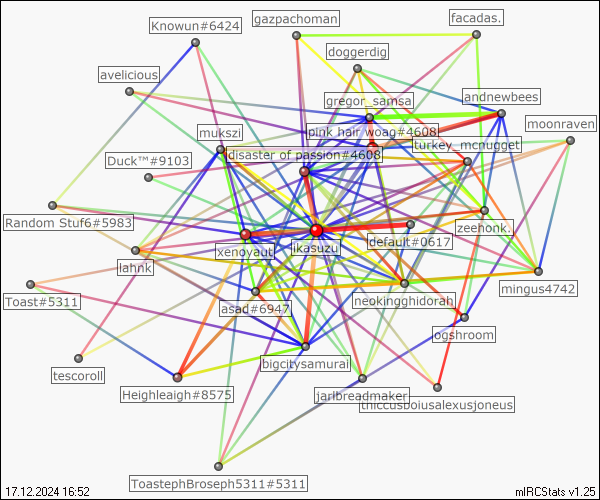 gazpachoman
facadas.
Knowun#6424
doggerdig
avelicious
andnewbees
gregor_samsa
moonraven
mukszi
pink hair woag#4608
turkey_mcnugget
Duck™#9103
disaster of passion#4608
Random Stuf6#5983
zeehonk.
xenoyaut
ikasuzu
default#0617
lahnk
mingus4742
Toast#5311
asad#6947
neokingghidorah
ogshroom
bigcitysamurai
tescoroll
Heighleaigh#8575
jarlbreadmaker
thiccusboiusalexusjoneus
ToastephBroseph5311#5311
17.12.2024 16:52
mIRCStats v1.25